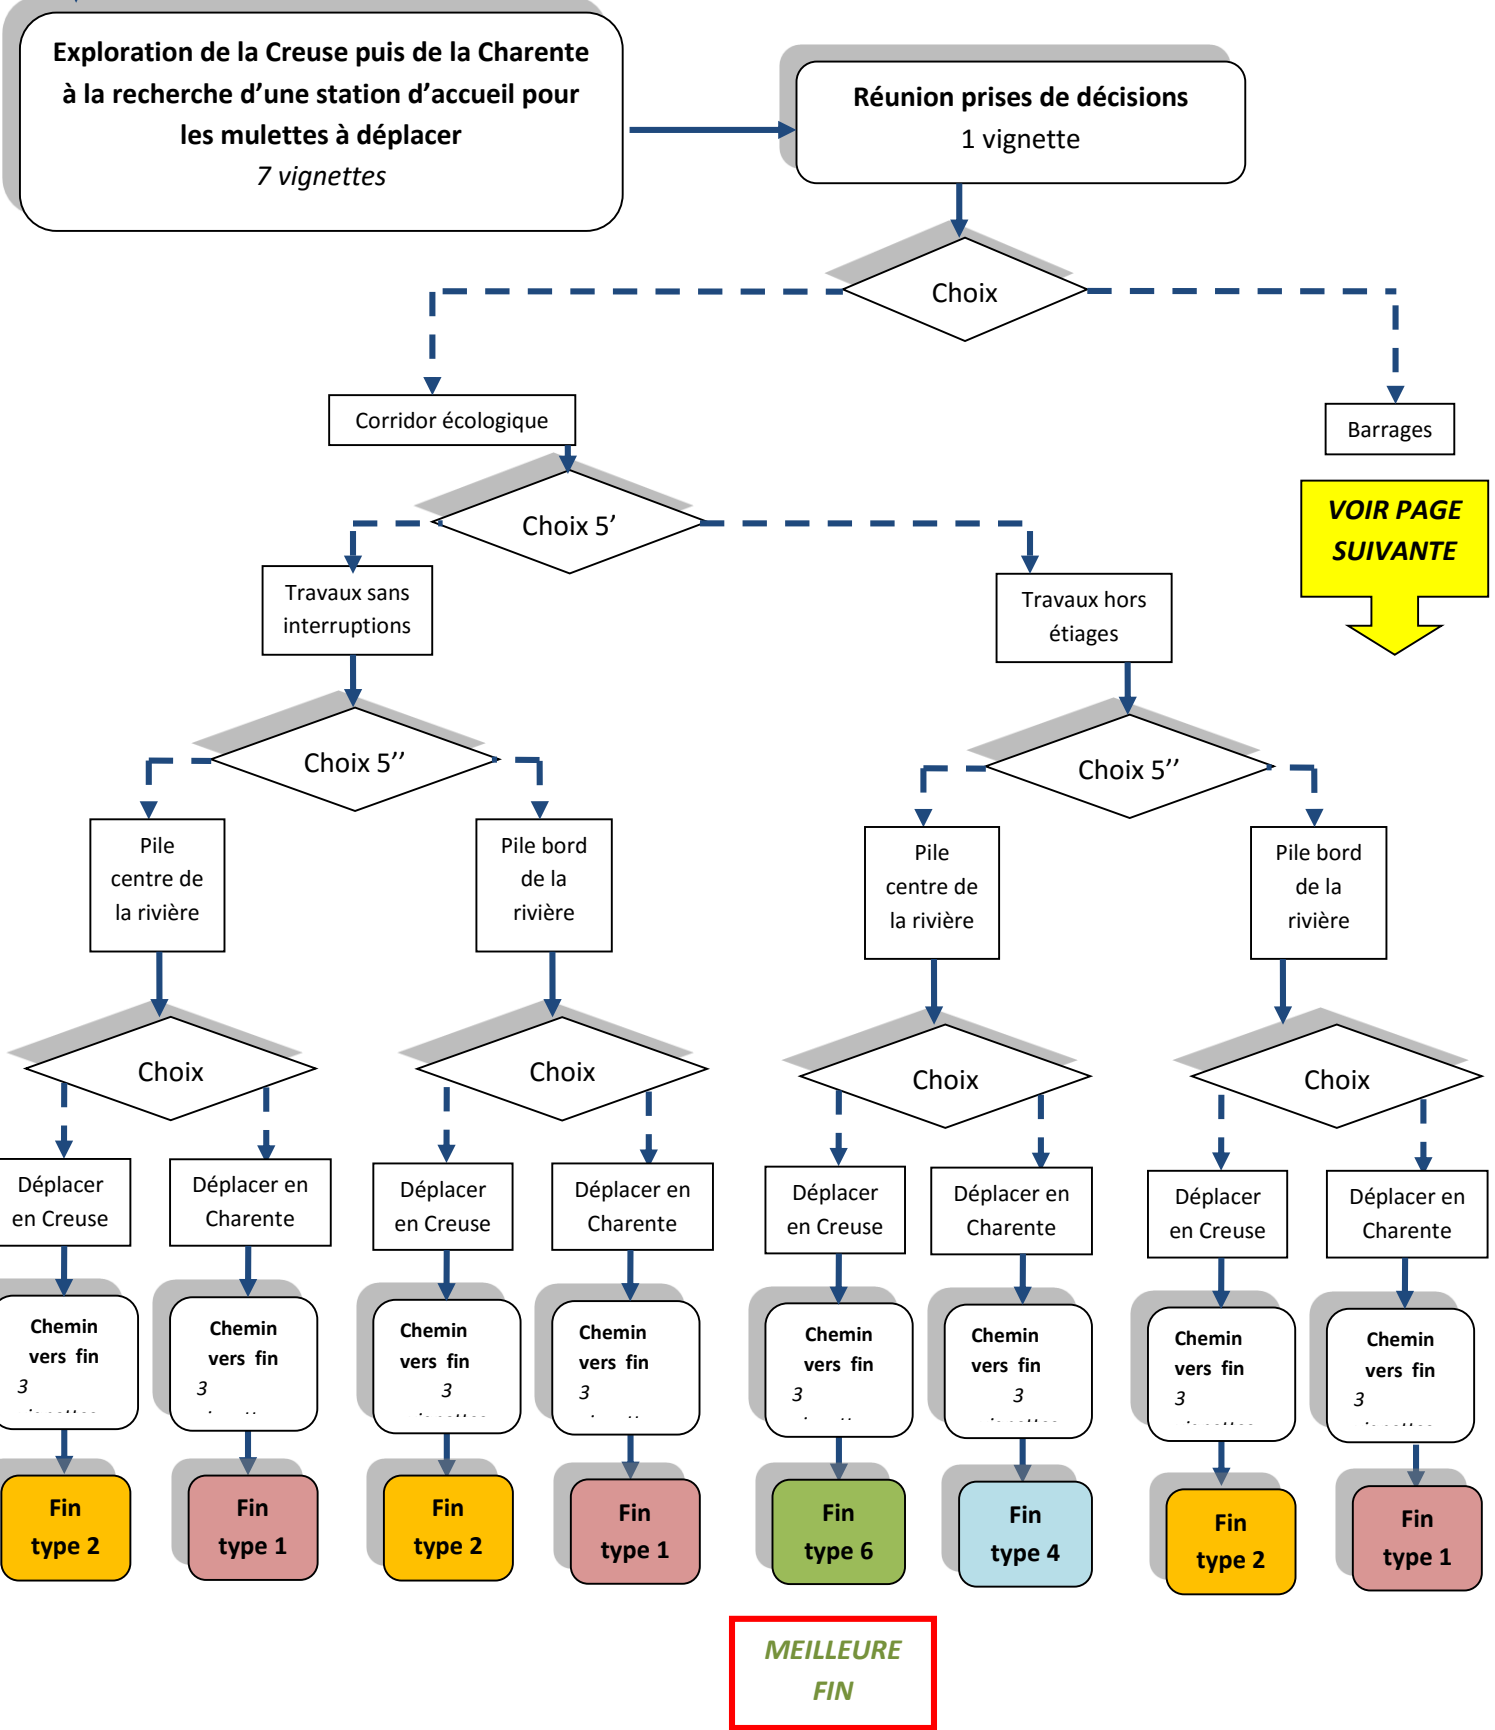 Exploration de la Creuse puis de la Charente
à la recherche d'une station d'accueil pour
les mulettes à déplacer
7 vignettes
Réunion prises de décisions
1 vignette
Choix
Corridor écologique
Barrages
VOIR PAGE
SUIVANTE
Choix 5'
Travaux sans
interruptions
Travaux hors
étiages
Choix 5''
Choix 5''
Pile
centre de
la rivière
Pile bord
de la
rivière
Pile
centre de
la rivière
Pile bord
de la
rivière
Choix
Choix
Choix
Choix
Déplacer
en Creuse
Déplacer en
Charente
Déplacer
en Creuse
Déplacer en
Charente
Déplacer
en Creuse
Déplacer en
Charente
Déplacer
en Creuse
Déplacer en
Charente
Chemin
vers fin
3
Chemin
vers fin
3
Chemin
vers fin
3
Chemin
vers fin
3
Chemin
vers fin
3
Chemin
vers fin
3
Chemin
vers fin
3
Chemin
vers fin
3
Fin
type 2
Fin
type 1
Fin
type 2
Fin
type 1
Fin
type 6
Fin
type 4
Fin
type 2
Fin
type 1
MEILLEURE
FIN